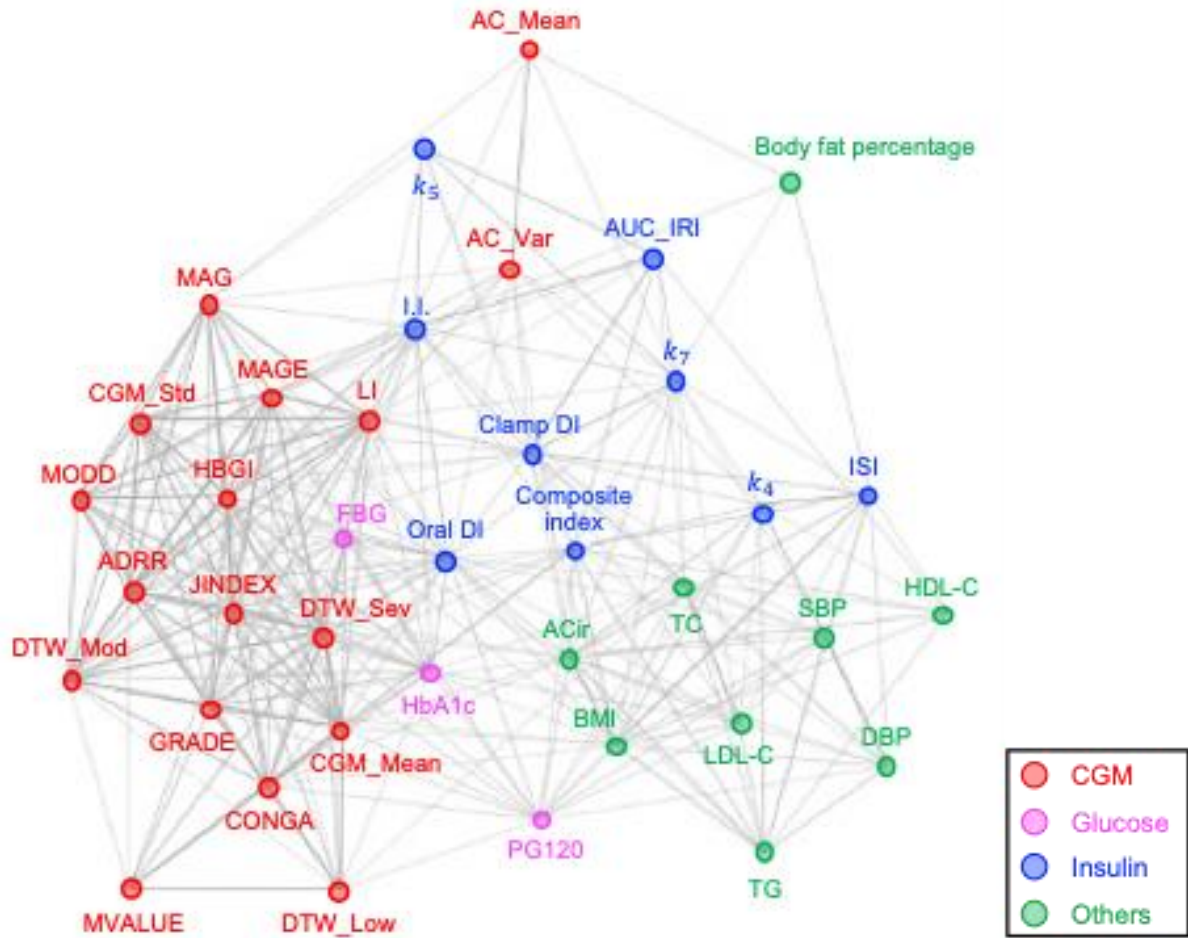 AC_Mean
Body fat percentage
k₅
AUC_IRI
AC_Var
MAG
I.I.
k₇
MAGE
CGM_Std
LI
Clamp DI
HBGI
MODD
ISI
k₄
Composite
index
FBG
Oral DI
ADRR
JINDEX
DTW_Sev
HDL-C
SBP
TC
ACir
DTW_Mod
HbA1c
BMI
GRADE
CGM_Mean
LDL-C
DBP
CONGA
PG120
TG
MVALUE
DTW_Low
CGM
Glucose
Insulin
Others